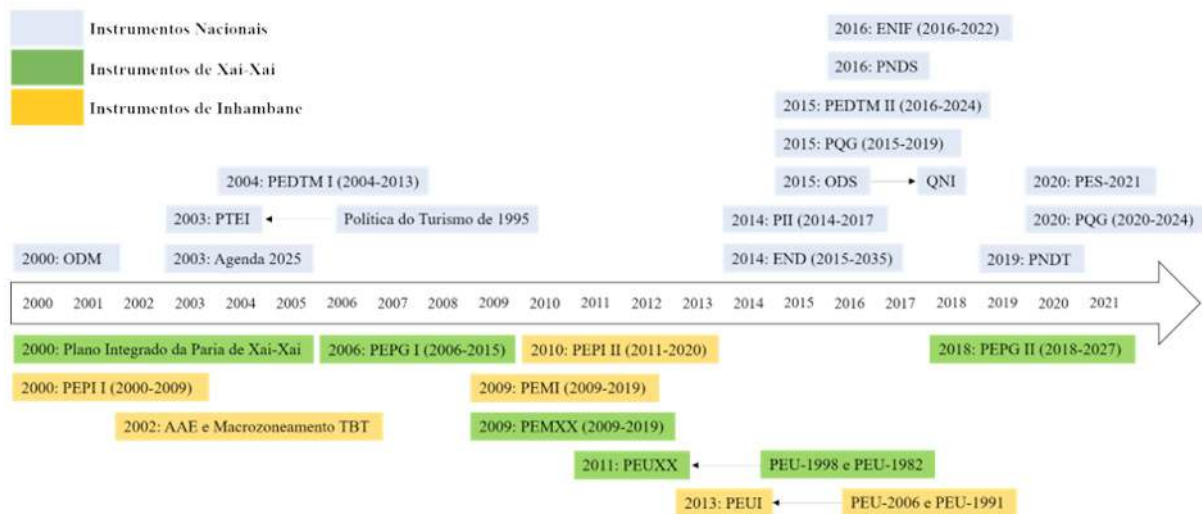 Instrumentos Nacionais
Instrumentos de Xai-Xai
Instrumentos de Inhambane
2016: ENIF (2016-2022)
2016: PNDS
2015: PEDTM II (2016-2024)
2015: PQG (2015-2019)
2004: PEDTM I (2004-2013)
2015: ODS
QNI
2020: PES-2021
2003: PTEI
Política do Turismo de 1995
2014: PII (2014-2017
2020: PQG (2020-2024)
2000: ODM
2003: Agenda 2025
2014: END (2015-2035)
2019: PNDT
2000 2001 2002 2003 2004 2005 2006 2007 2008 2009 2010 2011 2012 2013 2014 2015 2016 2017 2018 2019 2020 2021
2000: Plano Integrado da Paria de Xai-Xai
2006: PEPG I (2006-2015)
2010: PEPI II (2011-2020)
2018: PEPG II (2018-2027)
2000: PEPI I (2000-2009)
2009: PEMI (2009-2019)
2002: AAE e Macrozoneamento TBT
2009: PEMXX (2009-2019)
2011: PEUXX
PEU-1998 e PEU-1982
2013: PEUI
PEU-2006 e PEU-1991